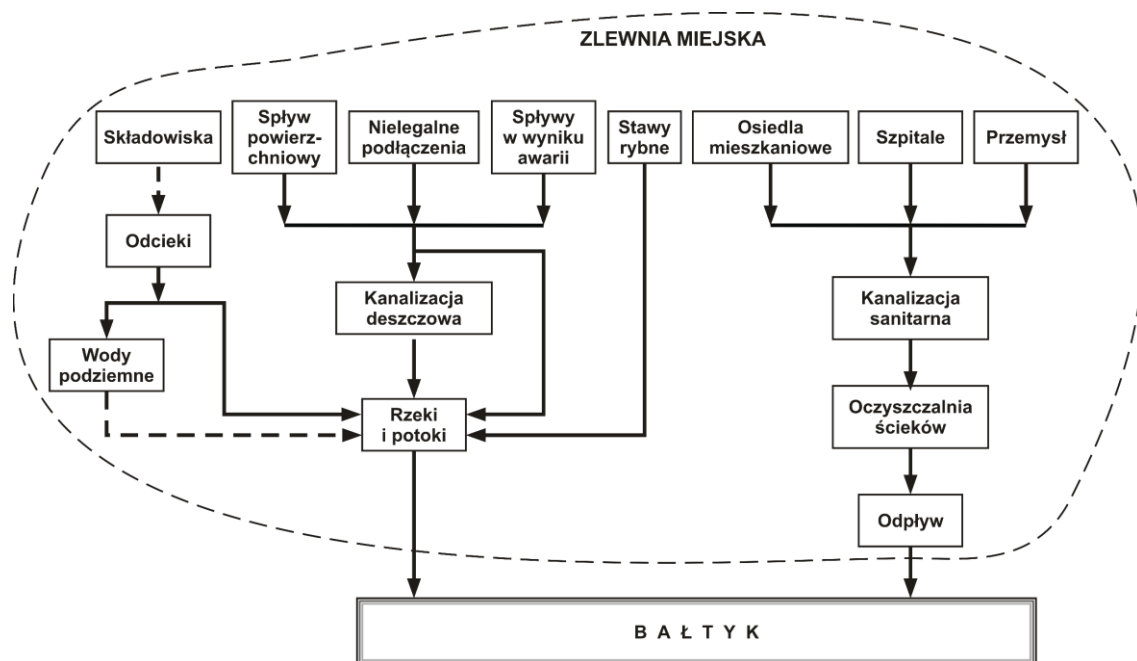 ZLEWNIA MIEJSKA
Składowiska
Spływ
powierz-
chniowy
Nielegalne
podłączenia
Spływy
w wyniku
awarii
Stawy
rybne
Osiedla
mieszkaniowe
Szpitale
Przemysł
Odcieki
Kanalizacja
deszczowa
Kanalizacja
sanitarna
Wody
podziemne
Rzeki
i potoki
Oczyszczalnia
ścieków
Odpływ
BAŁTYK